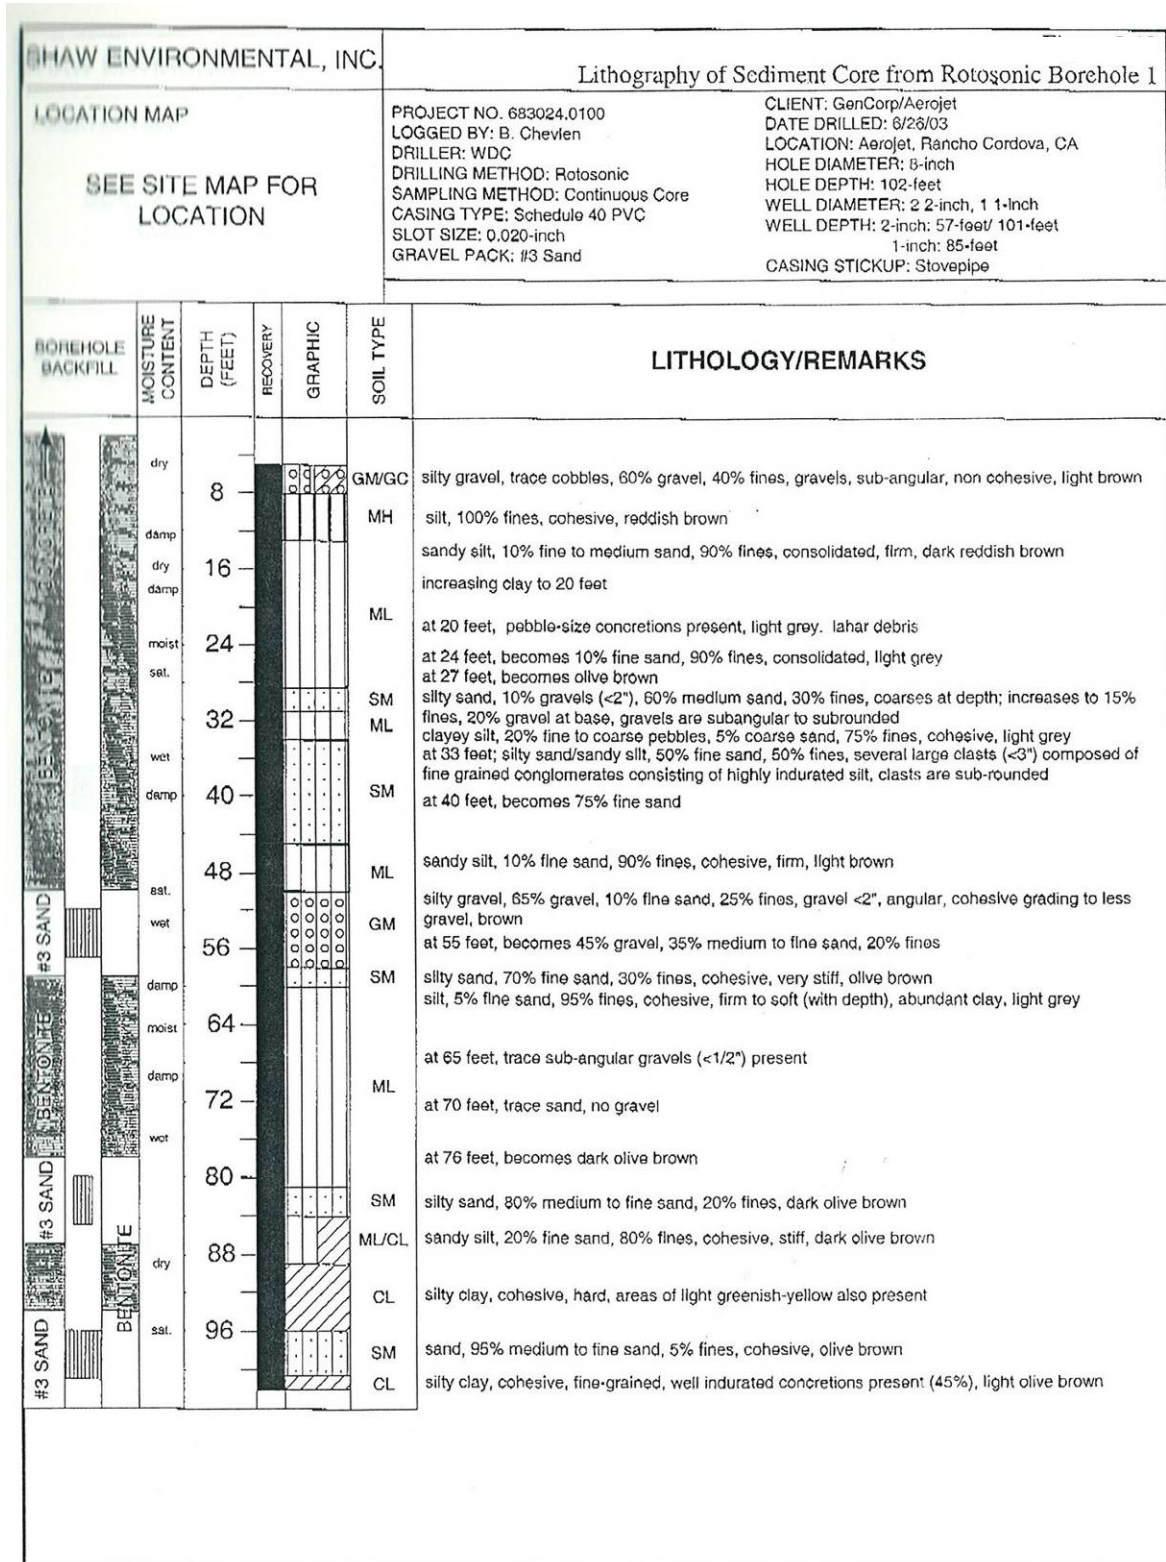 SHAW ENVIRONMENTAL, INC.
Lithography of Sediment Core from Rotosonic Borehole 1
LOCATION MAP
SEE SITE MAP FOR
LOCATION
PROJECT NO. 683024.0100
LOGGED BY: B. Chevlen
DRILLER: WDC
DRILLING METHOD: Rotosonic
SAMPLING METHOD: Continuous Core
CASING TYPE: Schedule 40 PVC
SLOT SIZE: 0.020-inch
GRAVEL PACK: #3 Sand
CLIENT: GenCorp/Aerojet
DATE DRILLED: 6/26/03
LOCATION: Aerojet, Rancho Cordova, CA
HOLE DIAMETER: 8-inch
HOLE DEPTH: 102-feet
WELL DIAMETER: 2 2-inch, 1 1-inch
WELL DEPTH: 2-inch: 57-feet/ 101-feet
1-inch: 85-feet
CASING STICKUP: Stovepipe
BOREHOLE
BACKFILL
MOISTURE
CONTENT
DEPTH
(FEET)
RECOVERY
GRAPHIC
SOIL TYPE
LITHOLOGY/REMARKS
dry
GM/GC silty gravel, trace cobbles, 60% gravel, 40% fines, gravels, sub-angular, non cohesive, light brown
8
MH silt, 100% fines, cohesive, reddish brown
damp
sandy silt, 10% fine to medium sand, 90% fines, consolidated, firm, dark reddish brown
dry 16
damp
increasing clay to 20 feet
ML
at 20 feet, pebble-size concretions present, light grey. lahar debris
moist 24
at 24 feet, becomes 10% fine sand, 90% fines, consolidated, light grey
sat.
at 27 feet, becomes olive brown
SM silty sand, 10% gravels (<2"), 60% medium sand, 30% fines, coarses at depth; increases to 15%
32 ML fines, 20% gravel at base, gravels are subangular to subrounded
clayey silt, 20% fine to coarse pebbles, 5% coarse sand, 75% fines, cohesive, light grey
wet
at 33 feet; silty sand/sandy silt, 50% fine sand, 50% fines, several large clasts (<3") composed of
fine grained conglomerates consisting of highly indurated silt, clasts are sub-rounded
damp 40 SM
at 40 feet, becomes 75% fine sand
48 ML sandy silt, 10% fine sand, 90% fines, cohesive, firm, light brown
sat.
silty gravel, 65% gravel, 10% fine sand, 25% fines, gravel <2", angular, cohesive grading to less
wet GM gravel, brown
#3 SAND
56
at 55 feet, becomes 45% gravel, 35% medium to fine sand, 20% fines
SM silty sand, 70% fine sand, 30% fines, cohesive, very stiff, olive brown
damp
silt, 5% fine sand, 95% fines, cohesive, firm to soft (with depth), abundant clay, light grey
moist 64
BENTONITE
at 65 feet, trace sub-angular gravels (<1/2") present
damp
ML
72
at 70 feet, trace sand, no gravel
wet
at 76 feet, becomes dark olive brown
80
#3 SAND
SM silty sand, 80% medium to fine sand, 20% fines, dark olive brown
ML/CL sandy silt, 20% fine sand, 80% fines, cohesive, stiff, dark olive brown
88
dry
BENTONITE
CL silty clay, cohesive, hard, areas of light greenish-yellow also present
sat. 96
#3 SAND
SM sand, 95% medium to fine sand, 5% fines, cohesive, olive brown
CL silty clay, cohesive, fine-grained, well indurated concretions present (45%), light olive brown